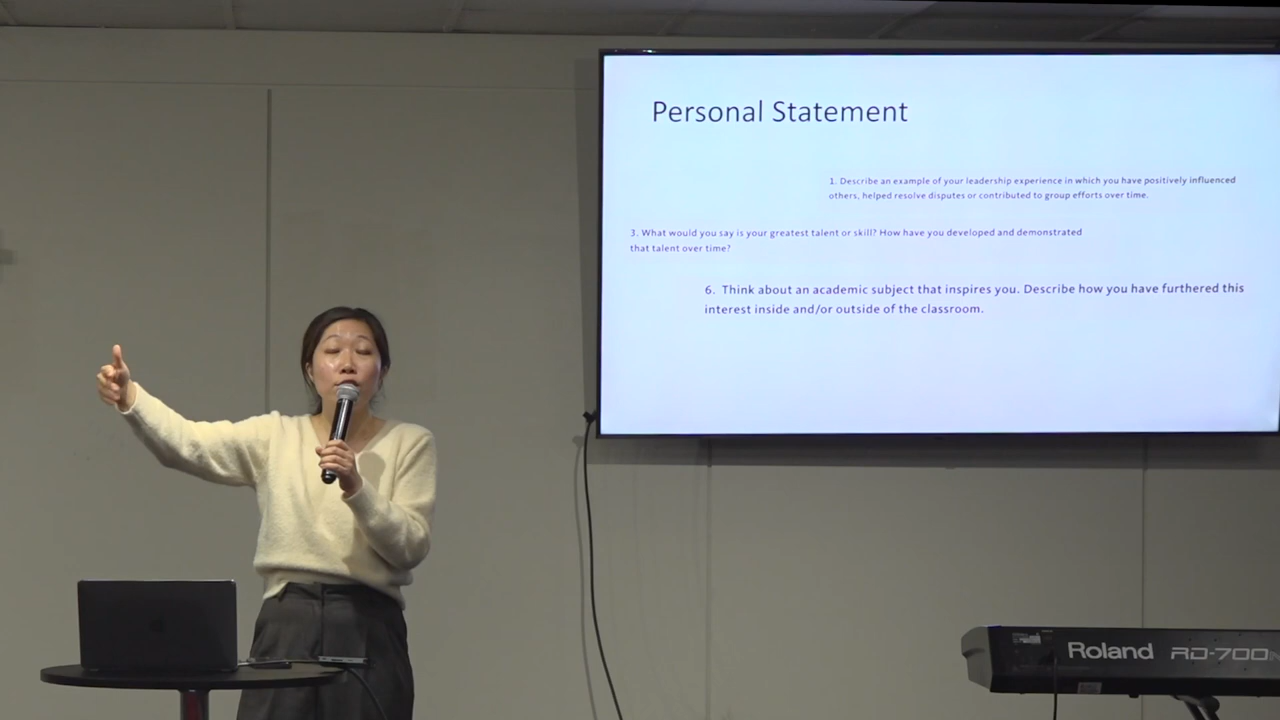 Personal Statement
1. Describe an example of your leadership experience in which you have positively influenced
others, helped resolve disputes or contributed to group efforts over time.
3. What would you say is your greatest talent or skill? How have you developed and demonstrated
that talent over time?
6. Think about an academic subject that inspires you. Describe how you have furthered this
interest inside and/or outside of the classroom.
Roland RD-700